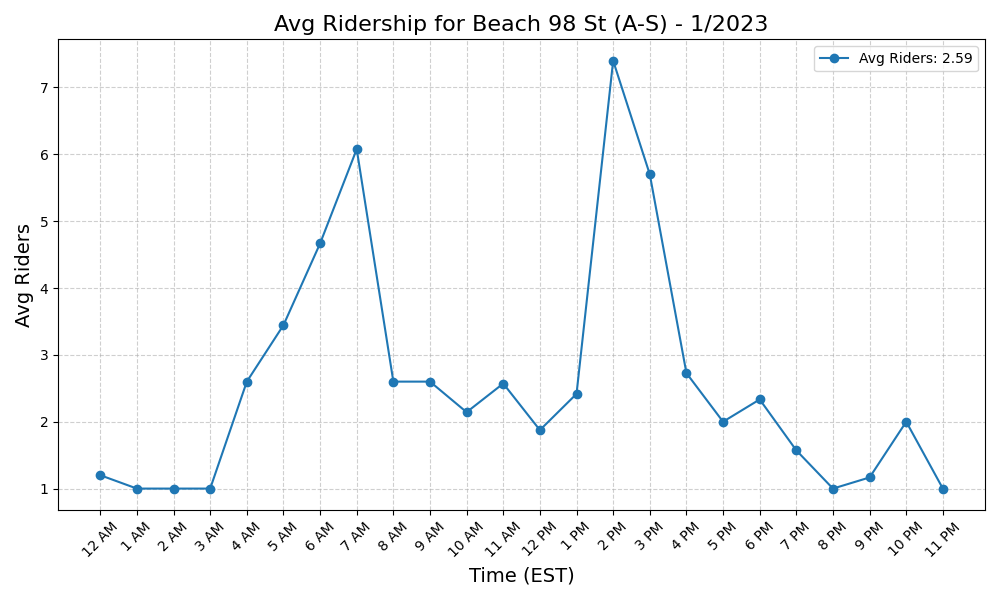 Avg Ridership for Beach 98 St (A-S) - 1/2023
Avg Riders: 2.59
Avg Riders
7
6
5
4
3
2
1
12 AM
1 AM
2 AM
3 AM
4 AM
5 AM
6 AM
7 AM
8 AM
9 AM
10 AM
11 AM
12 PM
1 PM
2 PM
3 PM
4 PM
5 PM
6 PM
7 PM
8 PM
9 PM
10 PM
11 PM
Time (EST)